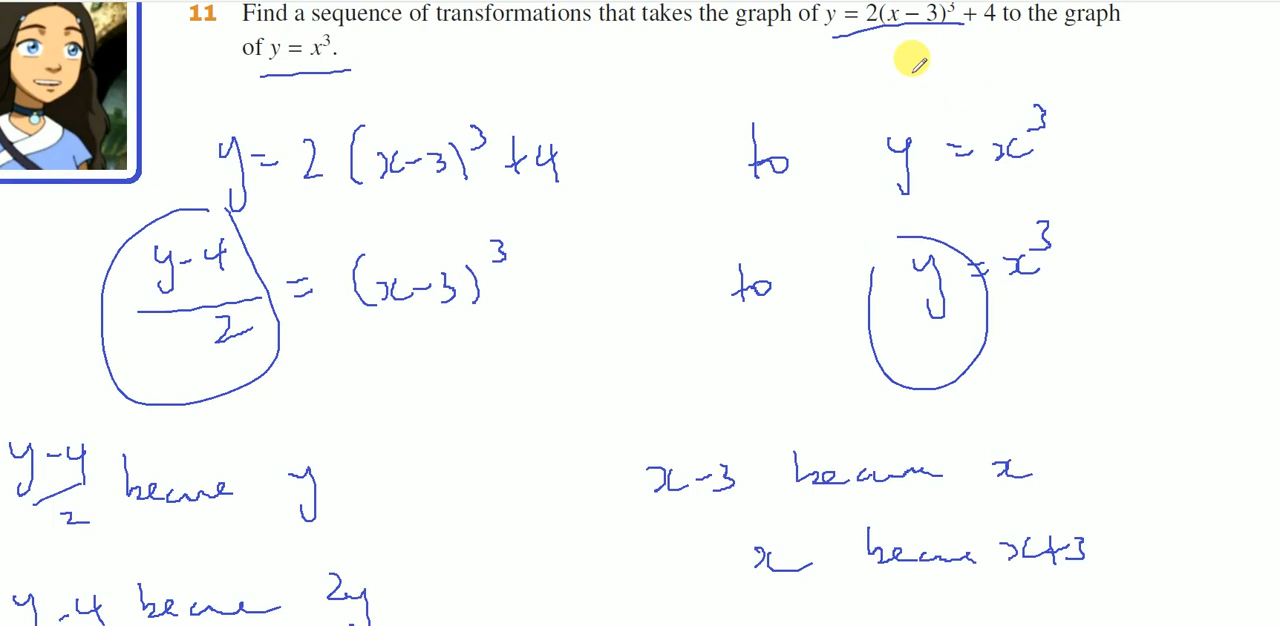 11 Find a sequence of transformations that takes the graph of y = 2(x − 3)³ + 4 to the graph
of y = x³.
y = 2 (x-3)³ + 4 to y = x³
y-4/2 = (x-3)³ to y = x³
y-4/2 became y x-3 became x
x became x+3
y-4 became 2y